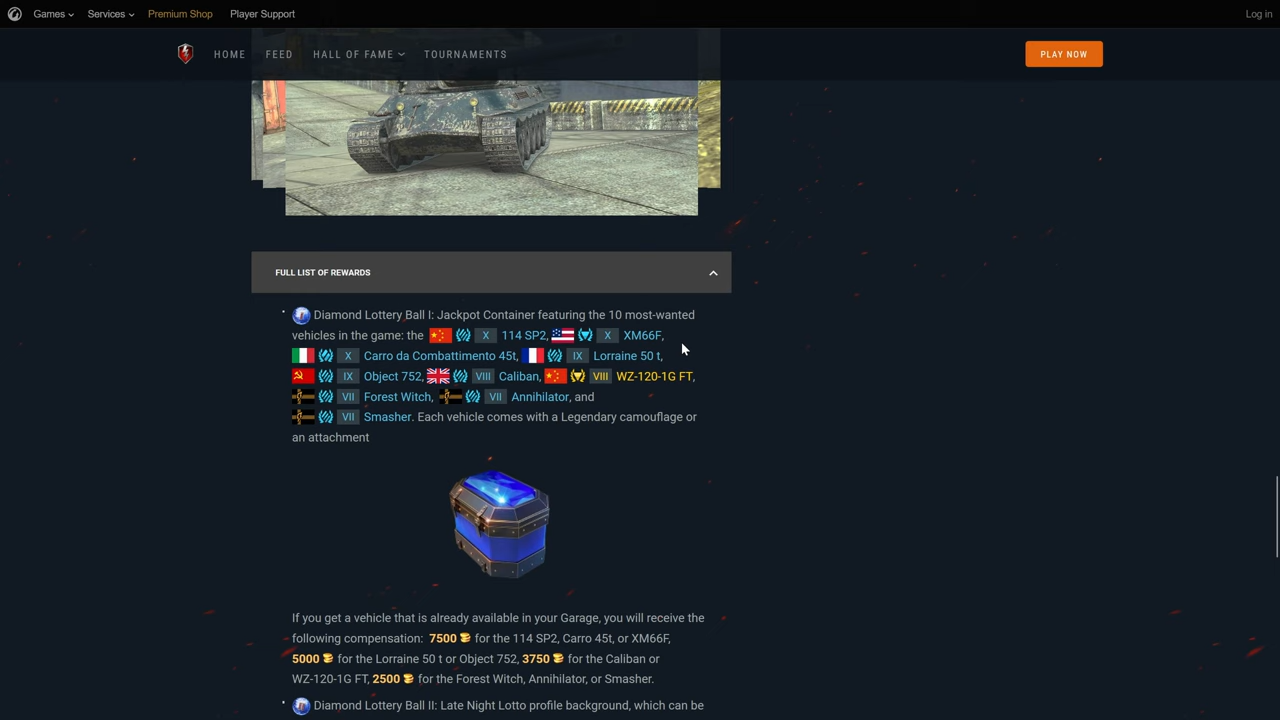 Games Services Premium Shop Player Support Log in
HOME FEED HALL OF FAME TOURNAMENTS PLAY NOW
FULL LIST OF REWARDS
Diamond Lottery Ball I: Jackpot Container featuring the 10 most-wanted
vehicles in the game: the X 114 SP2, X XM66F,
X Carro da Combattimento 45t, IX Lorraine 50 t,
IX Object 752, VIII Caliban, VIII WZ-120-1G FT,
VII Forest Witch, VII Annihilator, and
VII Smasher. Each vehicle comes with a Legendary camouflage or
an attachment
If you get a vehicle that is already available in your Garage, you will receive the
following compensation: 7500 for the 114 SP2, Carro 45t, or XM66F,
5000 for the Lorraine 50 t or Object 752, 3750 for the Caliban or
WZ-120-1G FT, 2500 for the Forest Witch, Annihilator, or Smasher.
Diamond Lottery Ball II: Late Night Lotto profile background, which can be